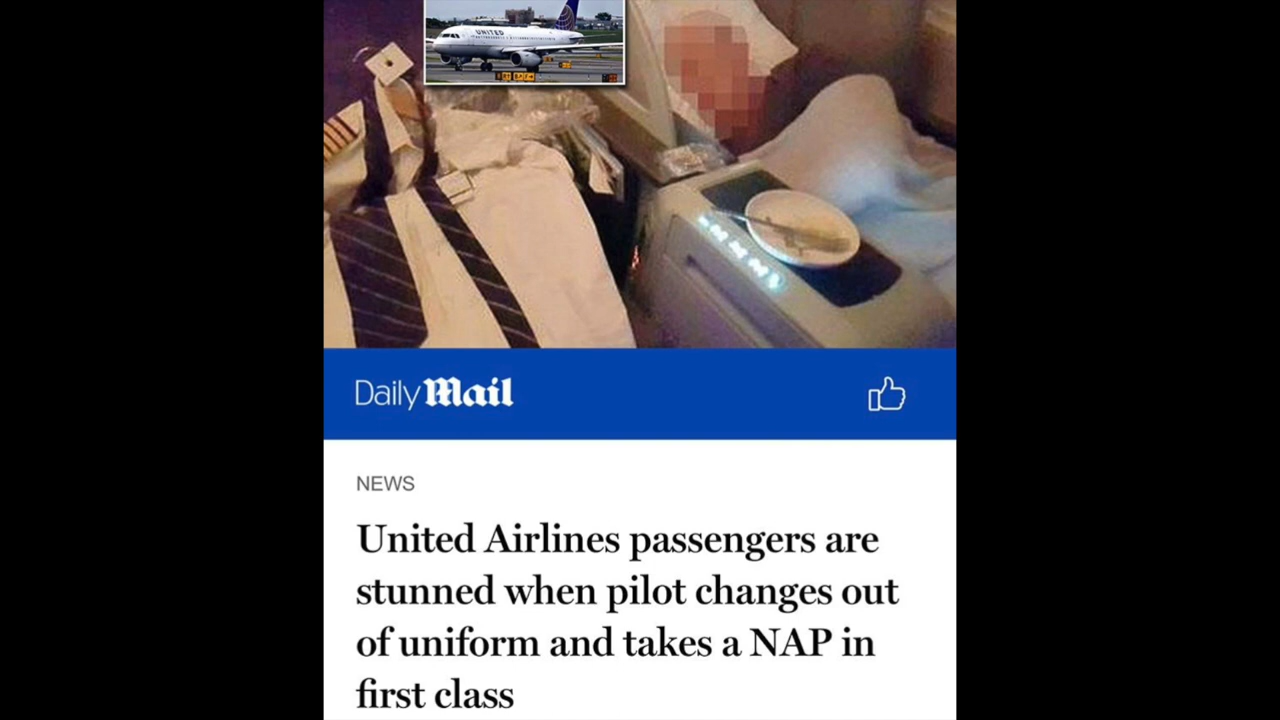 UNITED
Daily Mail
NEWS
United Airlines passengers are
stunned when pilot changes out
of uniform and takes a NAP in
first class